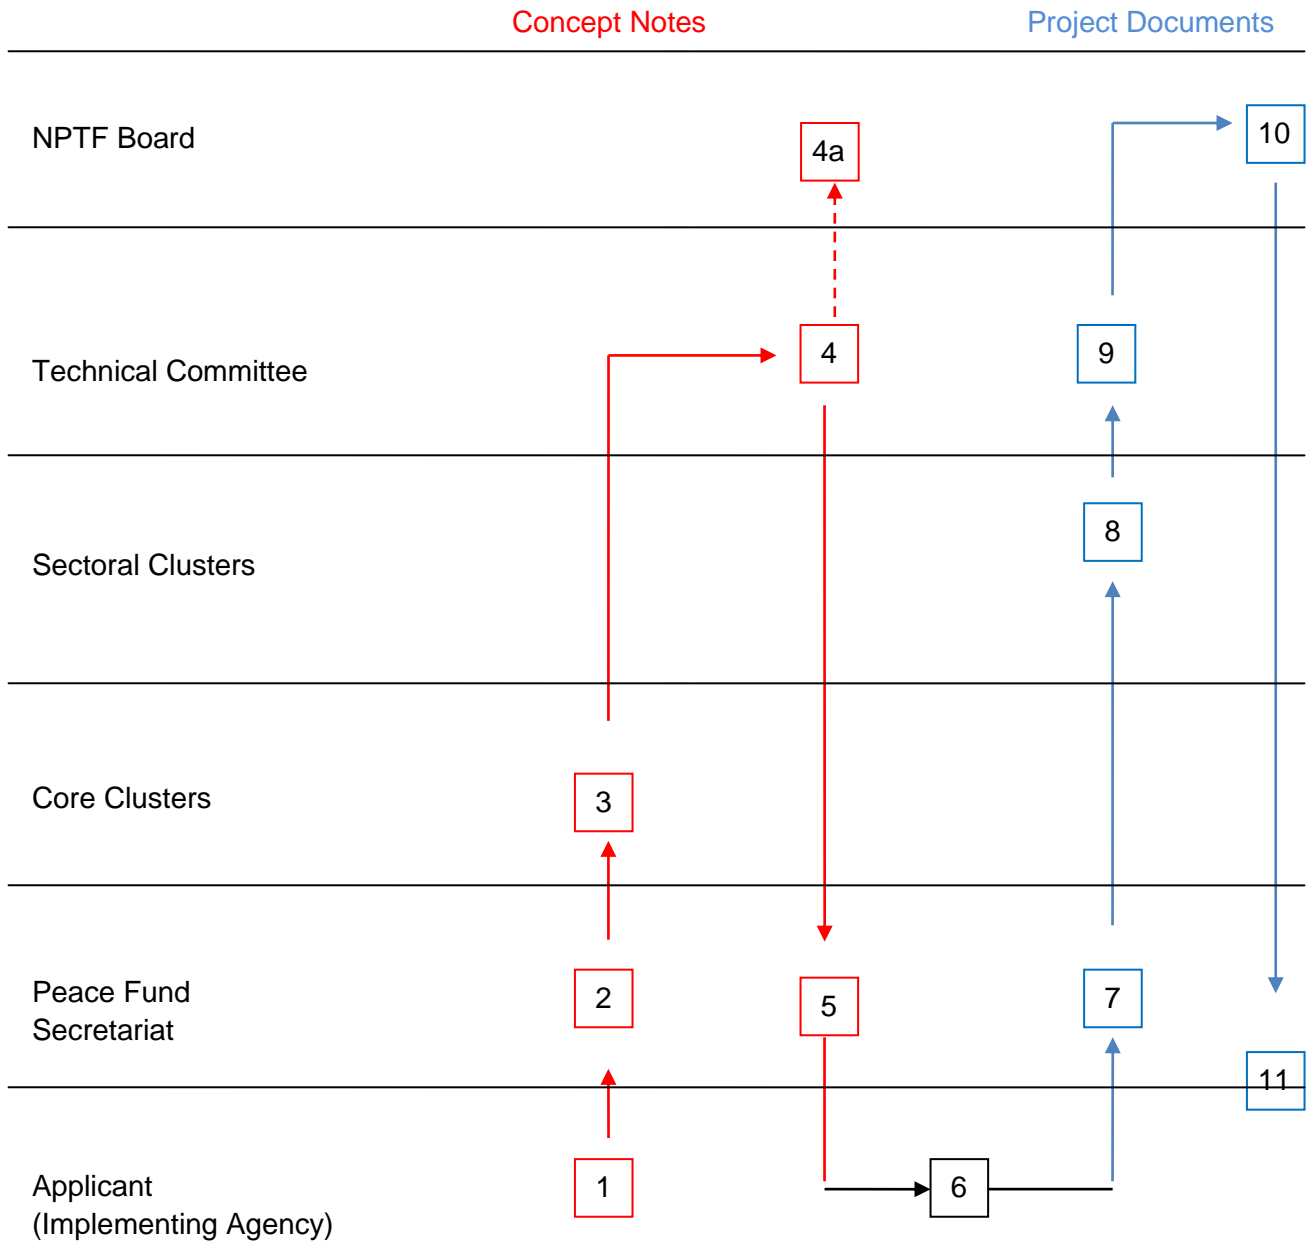 Concept Notes
Project Documents
NPTF Board
4a
10
Technical Committee
4
9
Sectoral Clusters
8
Core Clusters
3
Peace Fund
Secretariat
2
5
7
11
Applicant
(Implementing Agency)
1
6